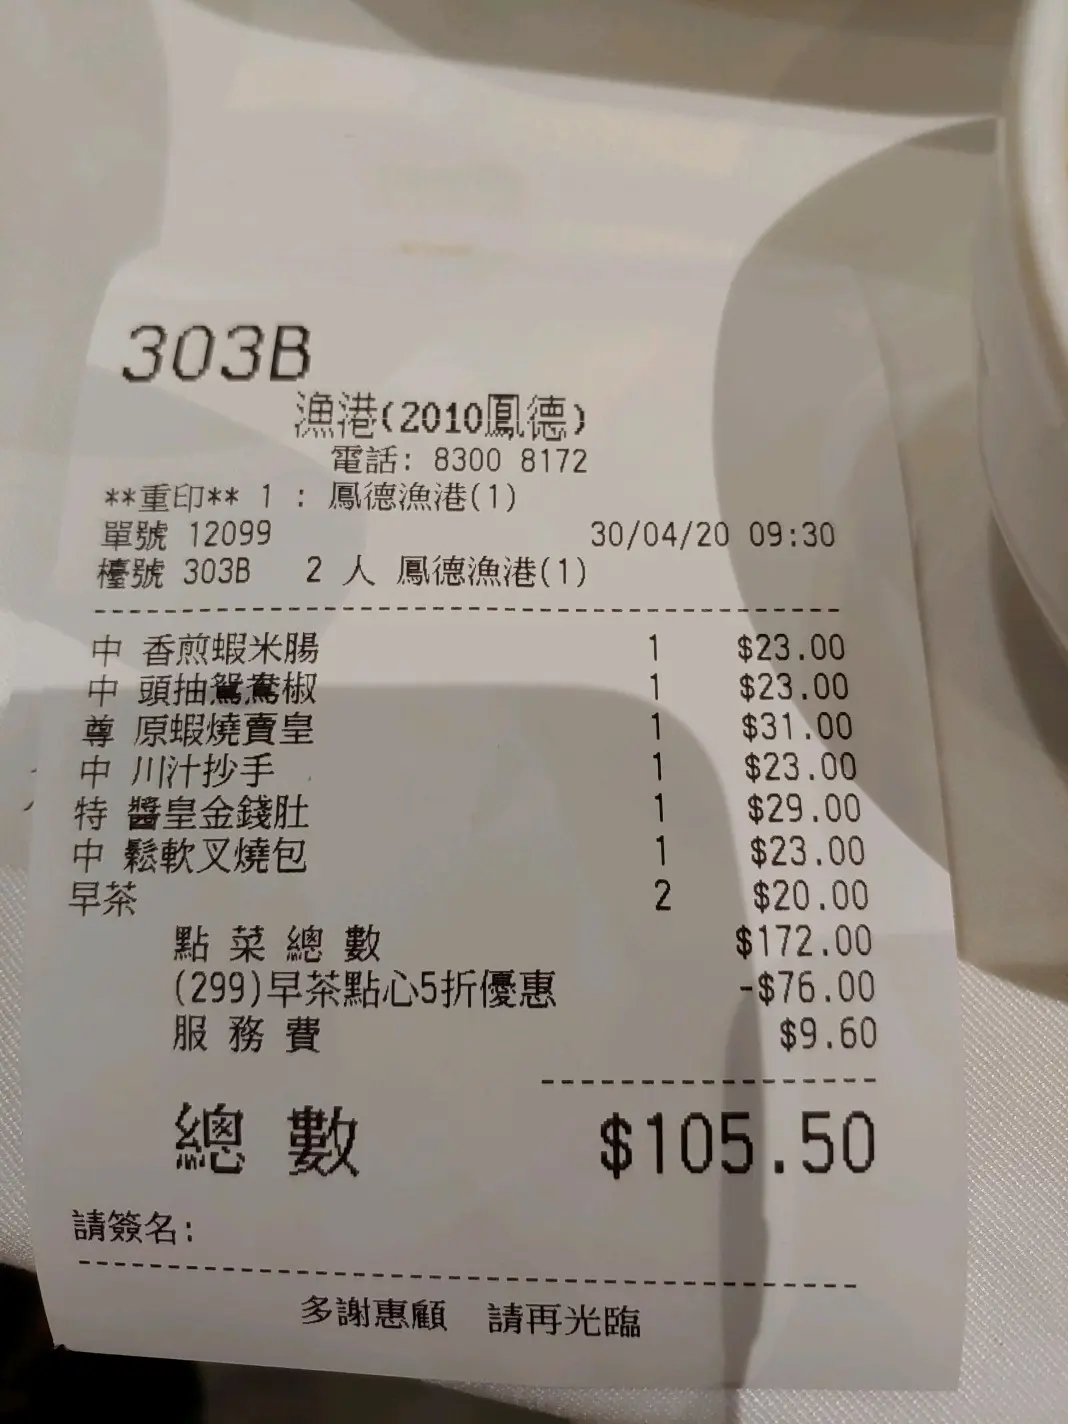 303B
漁港(2010鳳德)
電話: 8300 8172
**重印** 1 : 鳳德漁港(1)
單號 12099 30/04/20 09:30
檯號 303B 2 人 鳳德漁港(1)
中 香煎蝦米腸 1 $23.00
中 頭抽鴛鴦椒 1 $23.00
尊 原蝦燒賣皇 1 $31.00
中 川汁抄手 1 $23.00
特 醬皇金錢肚 1 $29.00
中 鬆軟叉燒包 1 $23.00
早茶 2 $20.00
點 菜 總 數 $172.00
(299)早茶點心5折優惠 -$76.00
服 務 費 $9.60
總 數 $105.50
請簽名:
多謝惠顧 請再光臨